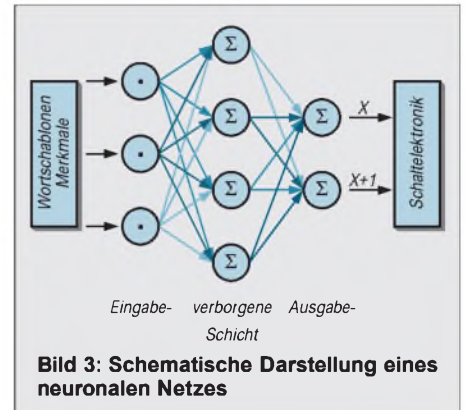 Wortschablonen
Merkmale
·
·
·
Σ
Σ
Σ
Σ
Σ
Σ
X
X+1
Schaltelektronik
Eingabe- verborgene Ausgabe-
Schicht
Bild 3: Schematische Darstellung eines
neuronalen Netzes